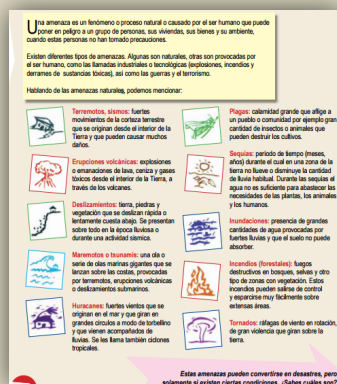 Una amenaza es un fenómeno o proceso natural o causado por el ser humano que puede
poner en peligro a un grupo de personas, sus viviendas, sus bienes y su ambiente,
cuando estas personas no han tomado precauciones.
Existen diferentes tipos de amenazas. Algunas son naturales, otras son provocadas por
el ser humano, como las llamadas industriales o tecnológicas (explosiones, incendios y
derrames de sustancias tóxicas), así como las guerras y el terrorismo.
Hablando de las amenazas naturales, podemos mencionar:
Terremotos, sismos: fuertes
movimientos de la corteza terrestre
que se originan desde el interior de la
Tierra y que pueden causar muchos
daños.
Erupciones volcánicas: explosiones
o emanaciones de lava, ceniza y gases
tóxicos desde el interior de la Tierra, a
través de los volcanes.
Deslizamientos: tierra, piedras y
vegetación que se deslizan rápida o
lentamente cuesta abajo. Se presentan
sobre todo en la época lluviosa o
durante una actividad sísmica.
Maremotos o tsunamis: una ola o
serie de olas marinas gigantes que se
lanzan sobre las costas, provocadas
por terremotos, erupciones volcánicas
o deslizamientos submarinos.
Huracanes: fuertes vientos que se
originan en el mar y que giran en
grandes círculos a modo de torbellino
y que vienen acompañados de
lluvias. Se les llama también ciclones
tropicales.
Plagas: calamidad grande que aflige a
un pueblo o comunidad por ejemplo gran
cantidad de insectos o animales que
pueden destruir los cultivos.
Sequías: período de tiempo (meses,
años) durante el cual en una zona de la
tierra no llueve o disminuye la cantidad
de lluvia habitual. Durante las sequías el
agua no es suficiente para abastecer las
necesidades de las plantas, los animales
y los humanos.
Inundaciones: presencia de grandes
cantidades de agua provocadas por
fuertes lluvias y que el suelo no puede
absorber.
Incendios (forestales): fuegos
destructivos en bosques, selvas y otro
tipo de zonas con vegetación. Estos
incendios pueden salirse de control
y esparcirse muy fácilmente sobre
extensas áreas.
Tornados: ráfagas de viento en rotación,
de gran violencia que giran sobre la
tierra.
Estas amenazas pueden convertirse en desastres, pero
solamente si existen ciertas condiciones. ¿Sabes cuáles son?